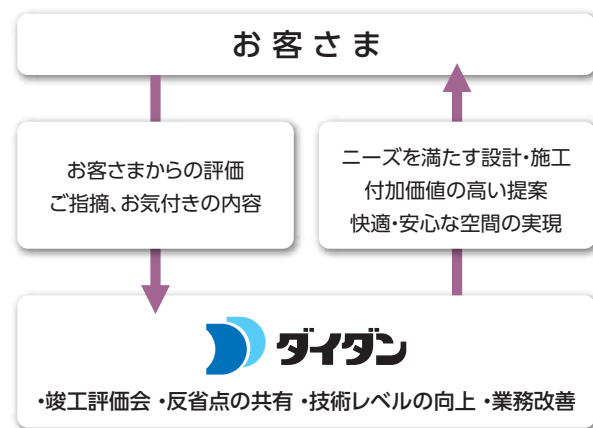 お客さま
お客さまからの評価
ご指摘、お気付きの内容
ニーズを満たす設計・施工
付加価値の高い提案
快適・安心な空間の実現
ダイダン
・竣工評価会 ・反省点の共有 ・技術レベルの向上 ・業務改善